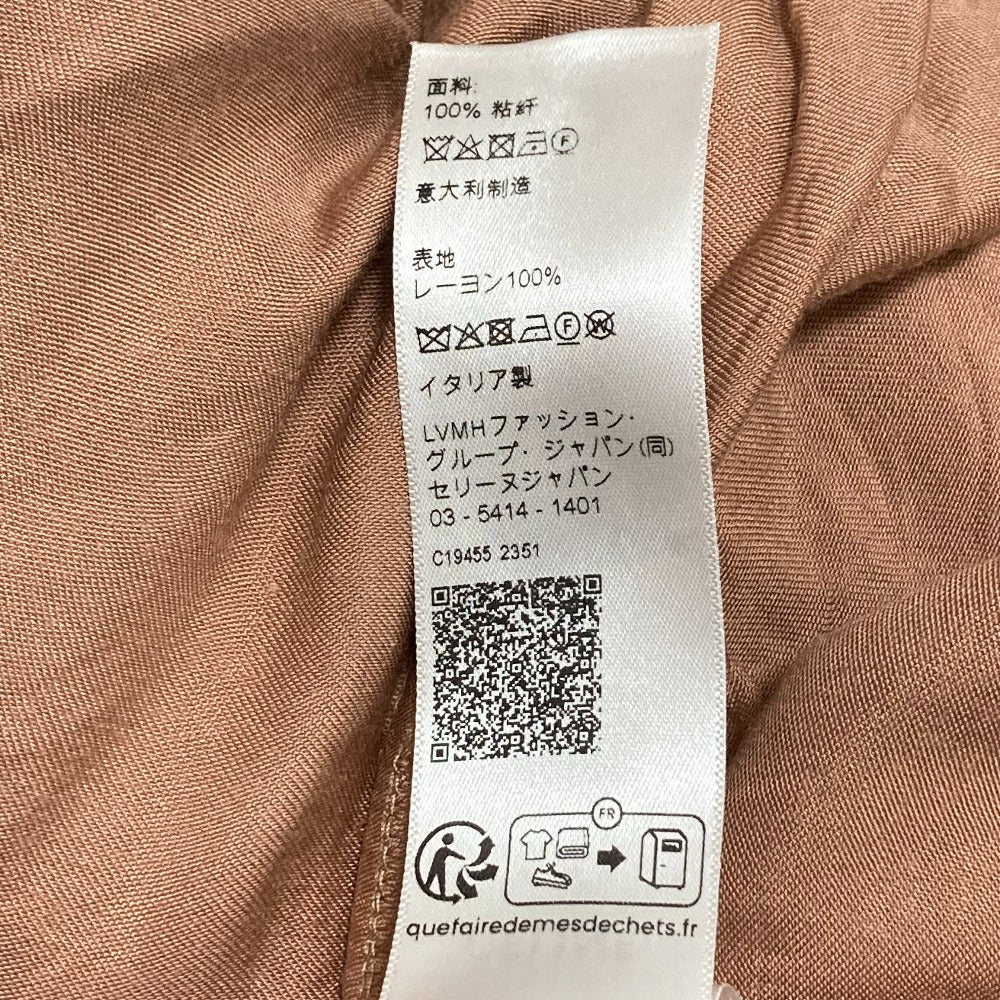 面料:
100% 粘纤
F
意大利制造
表地
レーヨン100%
F W
イタリア製
LVMHファッション・
グループ・ジャパン(同)
セリーヌジャパン
03 - 5414 - 1401
C19455 2351
FR
quefairedemesdechets.fr